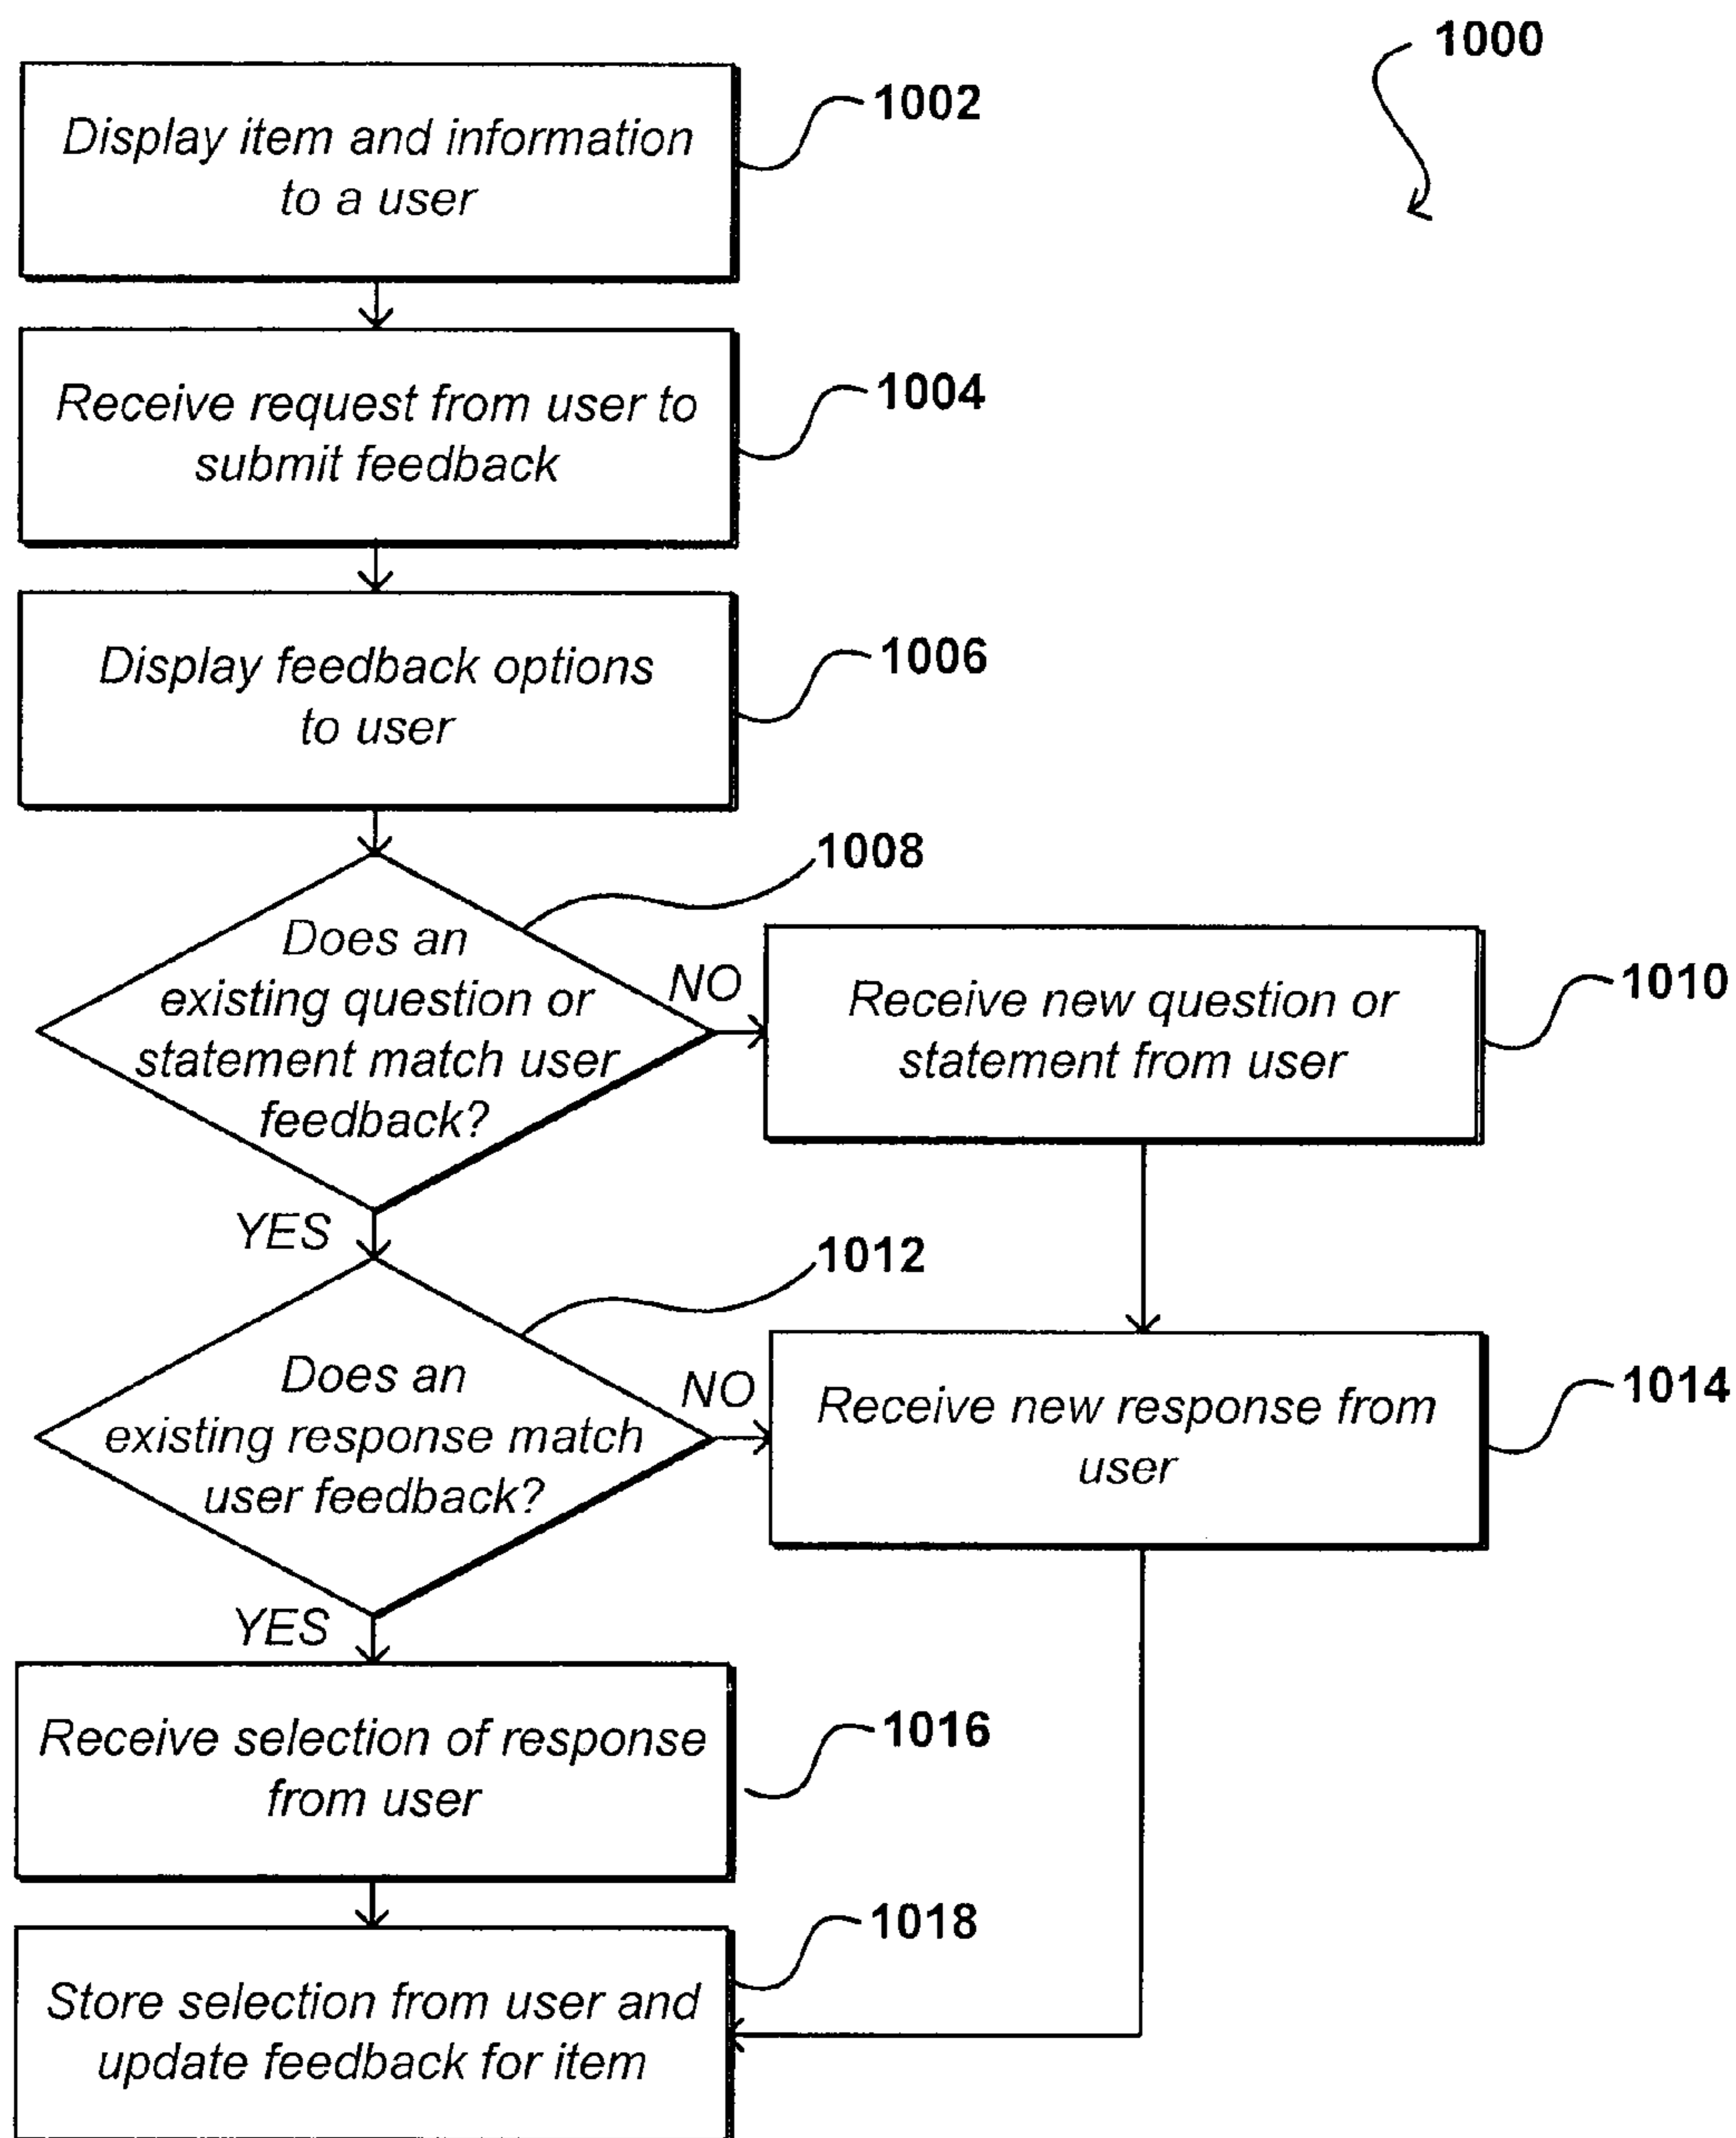 1000
Display item and information
to a user
1002
Receive request from user to
submit feedback
1004
Display feedback options
to user
1006
Does an
existing question or
statement match user
feedback?
1008
NO
Receive new question or
statement from user
1010
YES
Does an
existing response match
user feedback?
1012
NO
Receive new response from
user
1014
YES
Receive selection of response
from user
1016
Store selection from user and
update feedback for item
1018